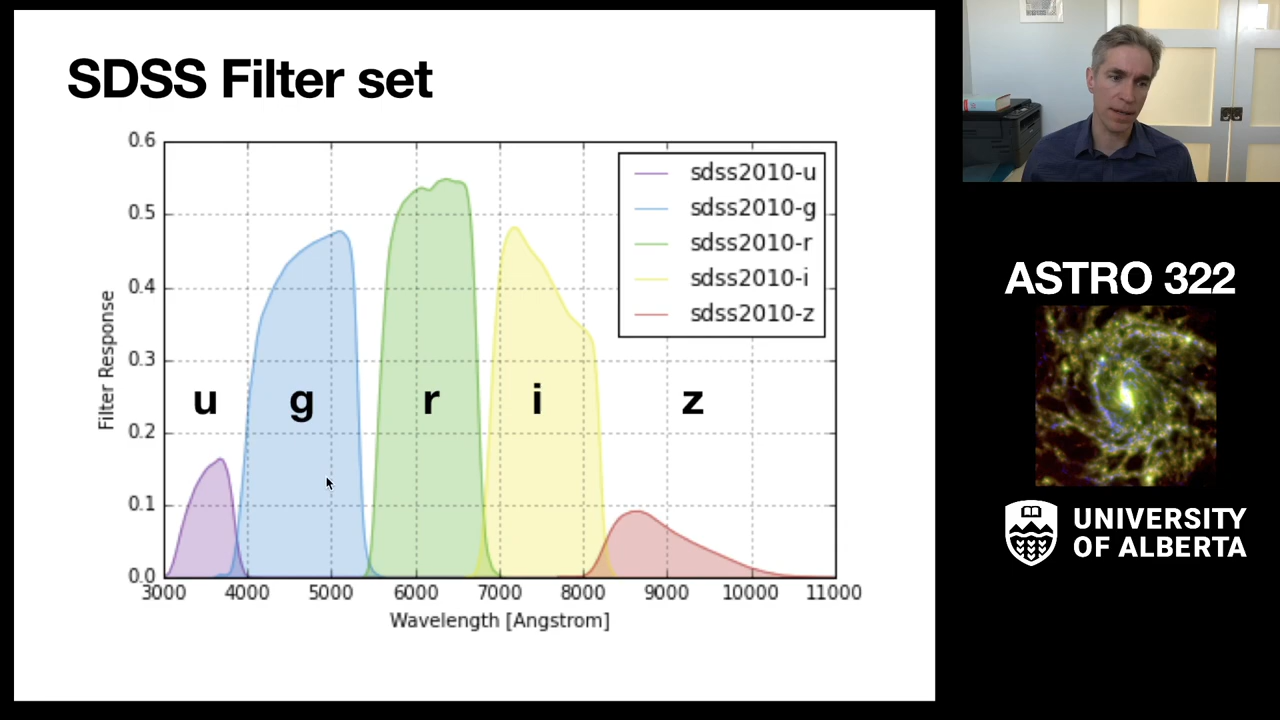 SDSS Filter set
0.6
0.5
0.4
0.3
0.2
0.1
0.0
Filter Response
sdss2010-u
sdss2010-g
sdss2010-r
sdss2010-i
sdss2010-z
u g r i z
3000 4000 5000 6000 7000 8000 9000 10000 11000
Wavelength [Angstrom]
ASTRO 322
UNIVERSITY
OF ALBERTA